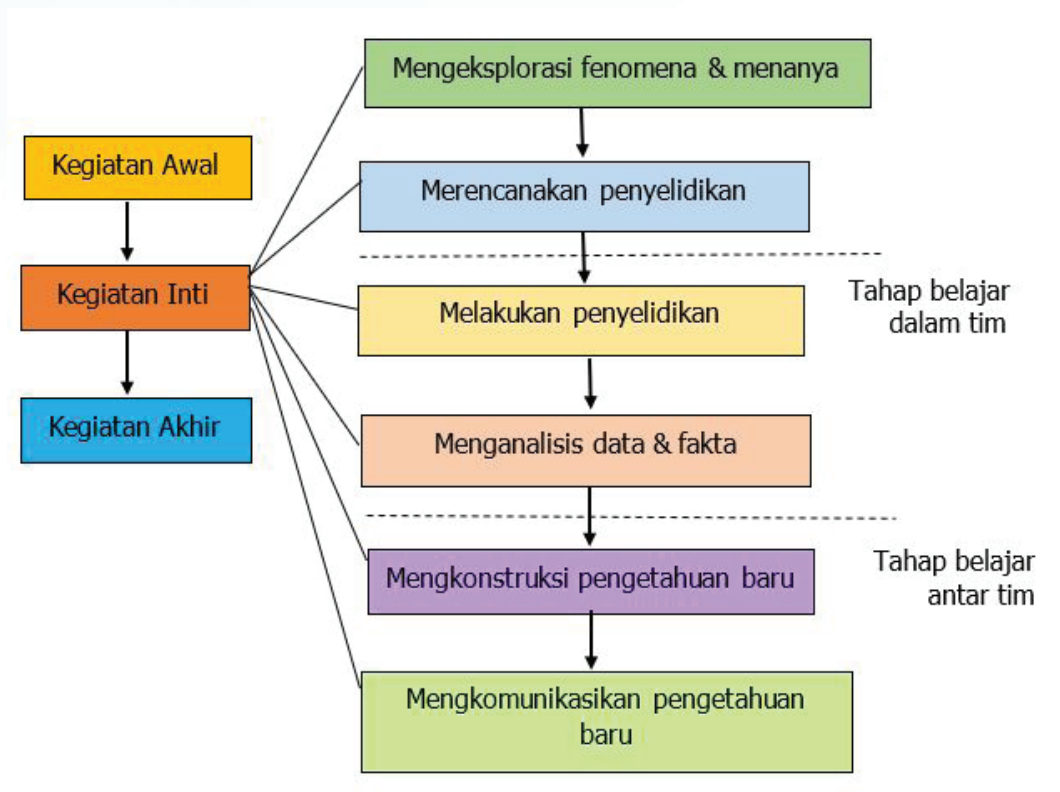 Kegiatan Awal
Kegiatan Inti
Kegiatan Akhir
Mengeksplorasi fenomena & menanya
Merencanakan penyelidikan
Melakukan penyelidikan
Menganalisis data & fakta
Mengkonstruksi pengetahuan baru
Mengkomunikasikan pengetahuan
baru
Tahap belajar
dalam tim
Tahap belajar
antar tim